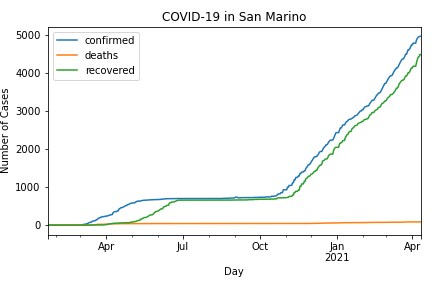 COVID-19 in San Marino
confirmed
deaths
recovered
Number of Cases
5000
4000
3000
2000
1000
0
Apr
Jul
Oct
Jan
2021
Apr
Day